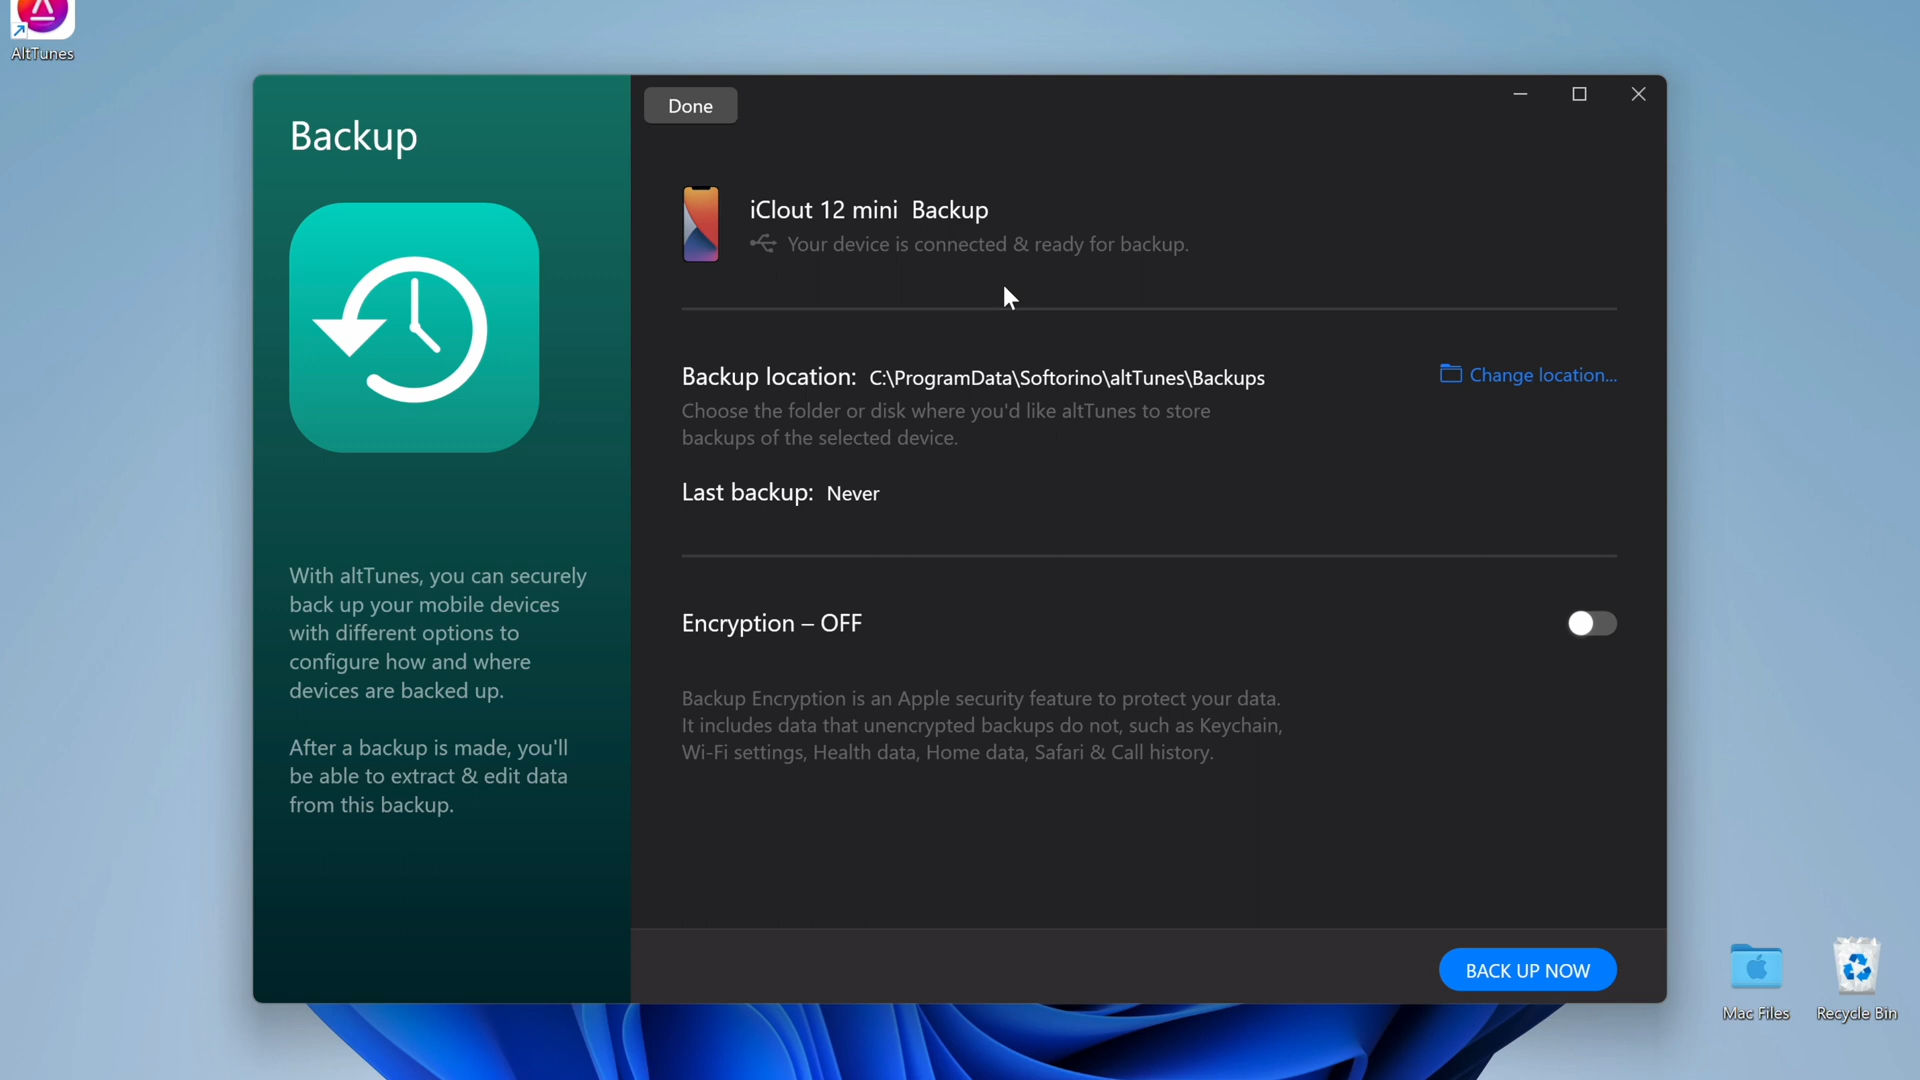 AltTunes
Backup
With altTunes, you can securely
back up your mobile devices
with different options to
configure how and where
devices are backed up.
After a backup is made, you'll
be able to extract & edit data
from this backup.
Done
iClout 12 mini Backup
Your device is connected & ready for backup.
Backup location: C:\ProgramData\Softorino\altTunes\Backups
Change location...
Choose the folder or disk where you'd like altTunes to store
backups of the selected device.
Last backup: Never
Encryption – OFF
Backup Encryption is an Apple security feature to protect your data.
It includes data that unencrypted backups do not, such as Keychain,
Wi-Fi settings, Health data, Home data, Safari & Call history.
BACK UP NOW
Mac Files
Recycle Bin